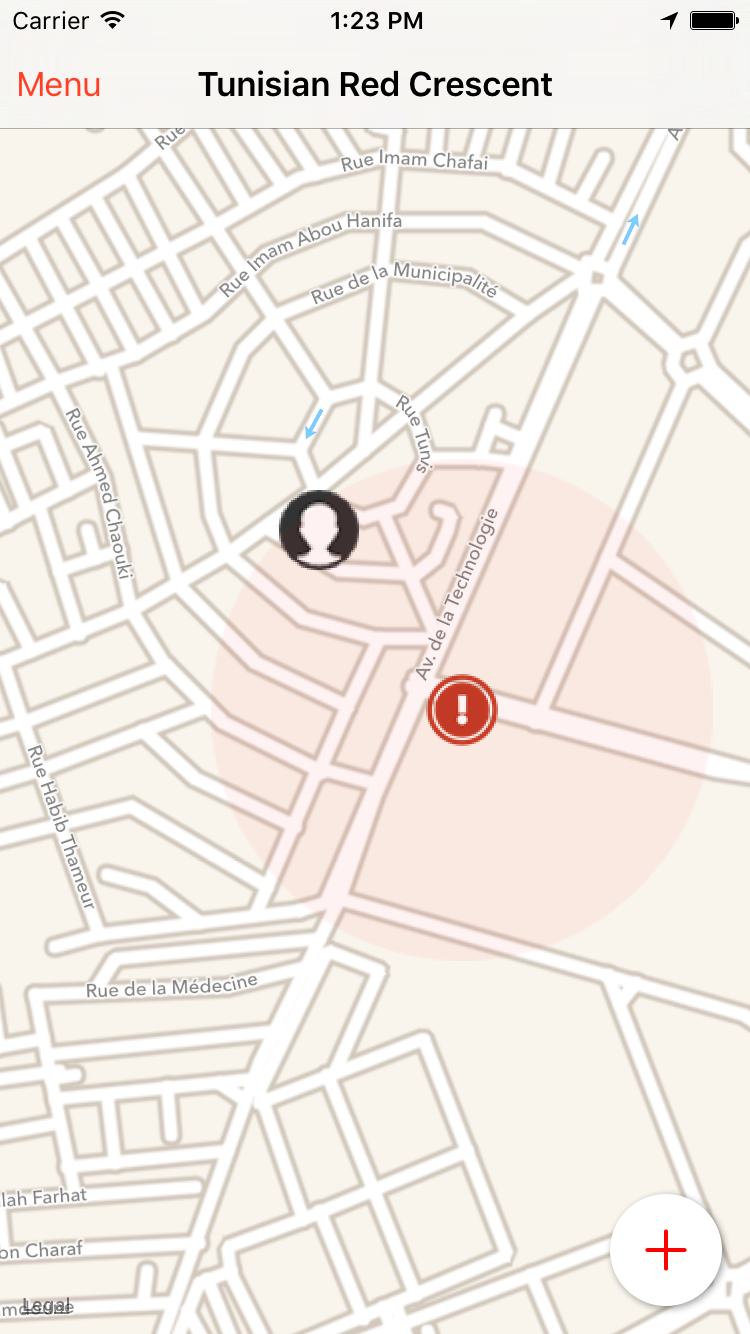 Carrier 1:23 PM
Menu Tunisian Red Crescent
Rue
A
Rue Imam Chafai
Rue Imam Abou Hanifa
Rue de la Municipalité
Rue Tunis
Rue Ahmed Chaouki
Av. de la Technologie
!
Rue Habib Thameur
Rue de la Médecine
lah Farhat
on Charaf
Legal